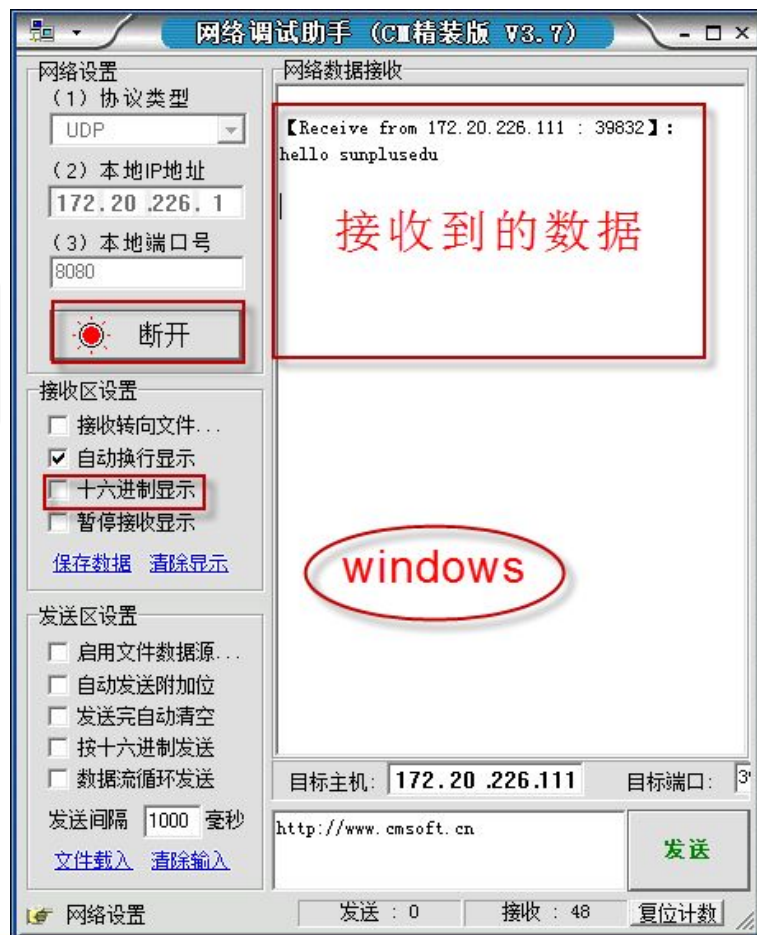 网络调试助手 (CⅢ精装版 V3.7)
网络设置
(1) 协议类型
UDP
(2) 本地IP地址
172.20 .226. 1
(3) 本地端口号
8080
断开
接收区设置
接收转向文件...
自动换行显示
十六进制显示
暂停接收显示
保存数据 清除显示
发送区设置
启用文件数据源...
自动发送附加位
发送完自动清空
按十六进制发送
数据流循环发送
发送间隔 1000 毫秒
文件载入 清除输入
网络数据接收
【Receive from 172.20.226.111 : 39832】:
hello sunplusedu
接收到的数据
windows
目标主机: 172.20 .226.111 目标端口:
http://www.cmsoft.cn
发送
网络设置 发送 : 0 接收 : 48 复位计数